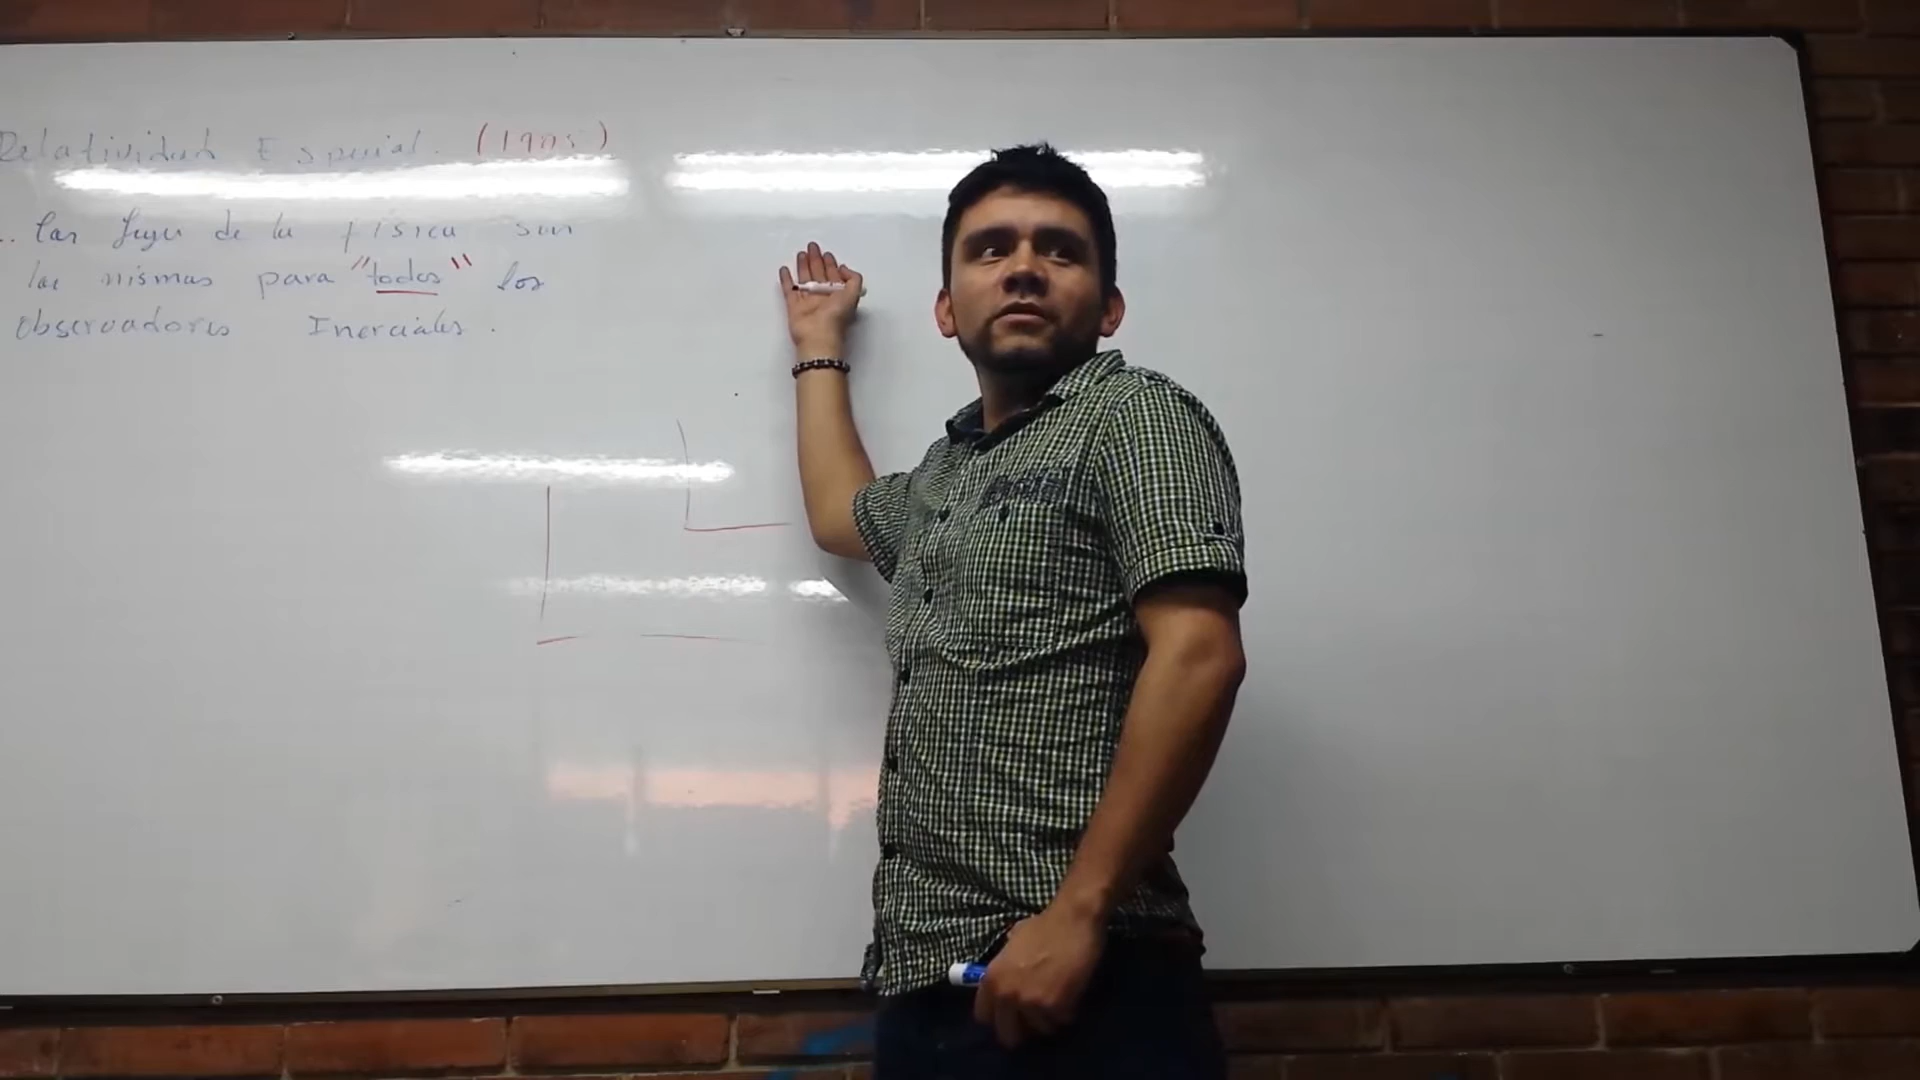 Relatividad Especial. (1905)
Las leyes de la física son
las mismas para "todos" los
observadores Inerciales.